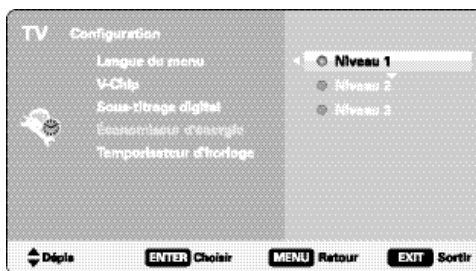 TV Configuration
Langue du menu
V-Chip
Sous-titrage digital
Économiseur d'énergie
Temporisateur d'horloge
Niveau 1
Niveau 2
Niveau 3
Dépla ENTER Choisir MENU Retour EXIT Sortir